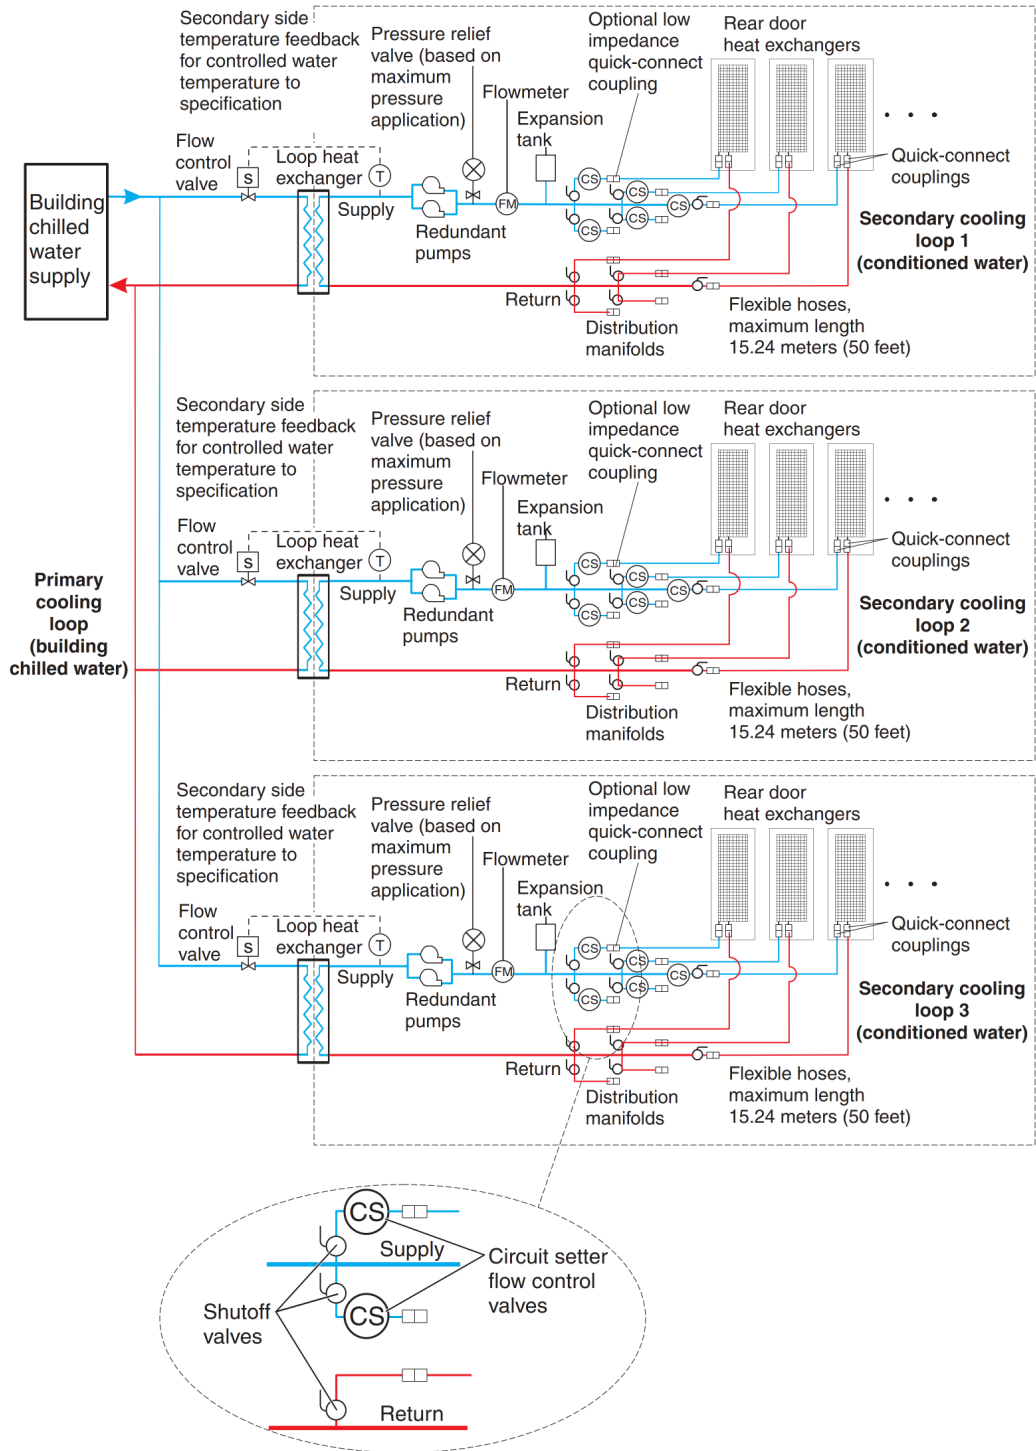 Secondary side
temperature feedback
for controlled water
temperature to
specification
Pressure relief
valve (based on
maximum
pressure
application)
Flowmeter
Optional low
impedance
quick-connect
coupling
Rear door
heat exchangers
Expansion
tank
Flow
control
valve
S
Loop heat
exchanger
T
Supply
Redundant
pumps
FM
CS
CS
CS
CS
CS
Quick-connect
couplings
Building
chilled
water
supply
Secondary cooling
loop 1
(conditioned water)
Return
Distribution
manifolds
Flexible hoses,
maximum length
15.24 meters (50 feet)
Secondary side
temperature feedback
for controlled water
temperature to
specification
Pressure relief
valve (based on
maximum
pressure
application)
Flowmeter
Optional low
impedance
quick-connect
coupling
Rear door
heat exchangers
Expansion
tank
Flow
control
valve
S
Loop heat
exchanger
T
Supply
Redundant
pumps
FM
CS
CS
CS
CS
CS
Quick-connect
couplings
Primary
cooling
loop
(building
chilled water)
Secondary cooling
loop 2
(conditioned water)
Return
Distribution
manifolds
Flexible hoses,
maximum length
15.24 meters (50 feet)
Secondary side
temperature feedback
for controlled water
temperature to
specification
Pressure relief
valve (based on
maximum
pressure
application)
Flowmeter
Optional low
impedance
quick-connect
coupling
Rear door
heat exchangers
Expansion
tank
Flow
control
valve
S
Loop heat
exchanger
T
Supply
Redundant
pumps
FM
CS
CS
CS
CS
CS
Quick-connect
couplings
Secondary cooling
loop 3
(conditioned water)
Return
Distribution
manifolds
Flexible hoses,
maximum length
15.24 meters (50 feet)
CS
Supply
CS
Circuit setter
flow control
valves
Shutoff
valves
Return